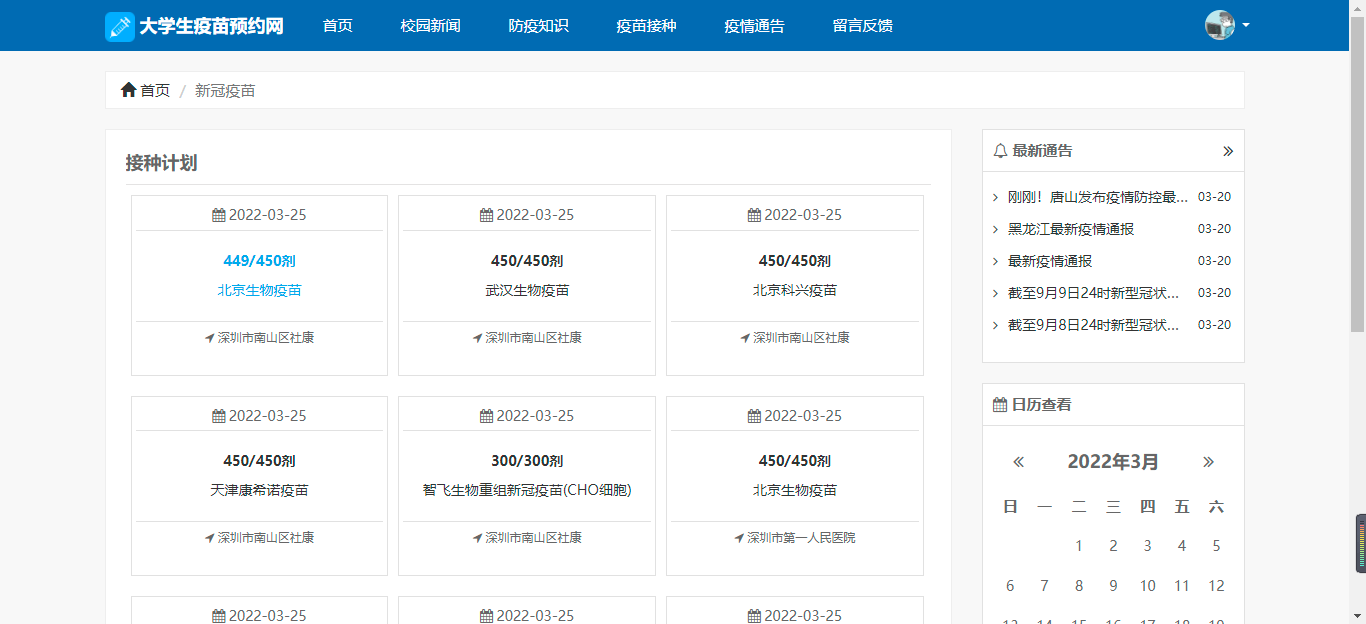 大学生疫苗预约网 首页 校园新闻 防疫知识 疫苗接种 疫情通告 留言反馈
首页 / 新冠疫苗
接种计划
2022-03-25 2022-03-25 2022-03-25
449/450剂 450/450剂 450/450剂
北京生物疫苗 武汉生物疫苗 北京科兴疫苗
深圳市南山区社康 深圳市南山区社康 深圳市南山区社康
2022-03-25 2022-03-25 2022-03-25
450/450剂 300/300剂 450/450剂
天津康希诺疫苗 智飞生物重组新冠疫苗(CHO细胞) 北京生物疫苗
深圳市南山区社康 深圳市南山区社康 深圳市第一人民医院
2022-03-25 2022-03-25 2022-03-25
最新通告 »
› 刚刚！唐山发布疫情防控最... 03-20
› 黑龙江最新疫情通报 03-20
› 最新疫情通报 03-20
› 截至9月9日24时新型冠状... 03-20
› 截至9月8日24时新型冠状... 03-20
日历查看
« 2022年3月 »
日 一 二 三 四 五 六
1 2 3 4 5
6 7 8 9 10 11 12
13 14 15 16 17 18 19